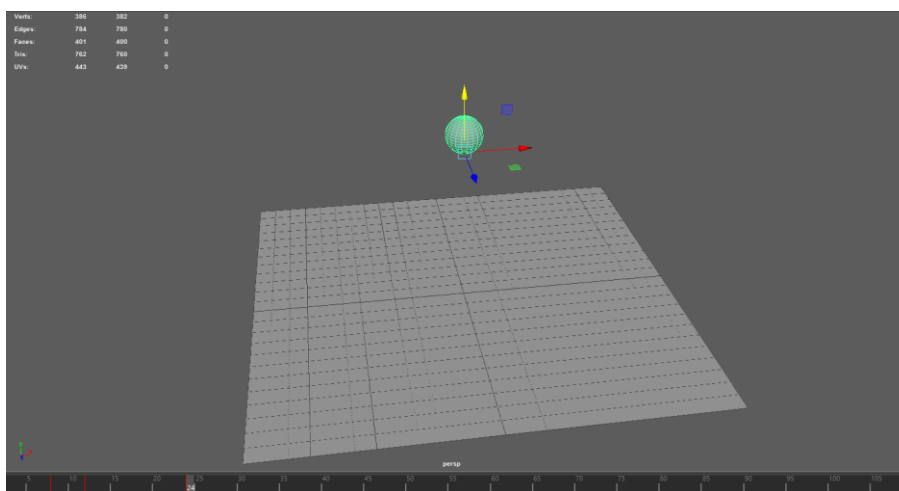 Verts: 386 382 0
Edges: 784 780 0
Faces: 401 400 0
Tris: 762 760 0
UVs: 443 439 0
persp
5 10 15 20 24 25 30 35 40 45 50 55 60 65 70 75 80 85 90 95 100 105